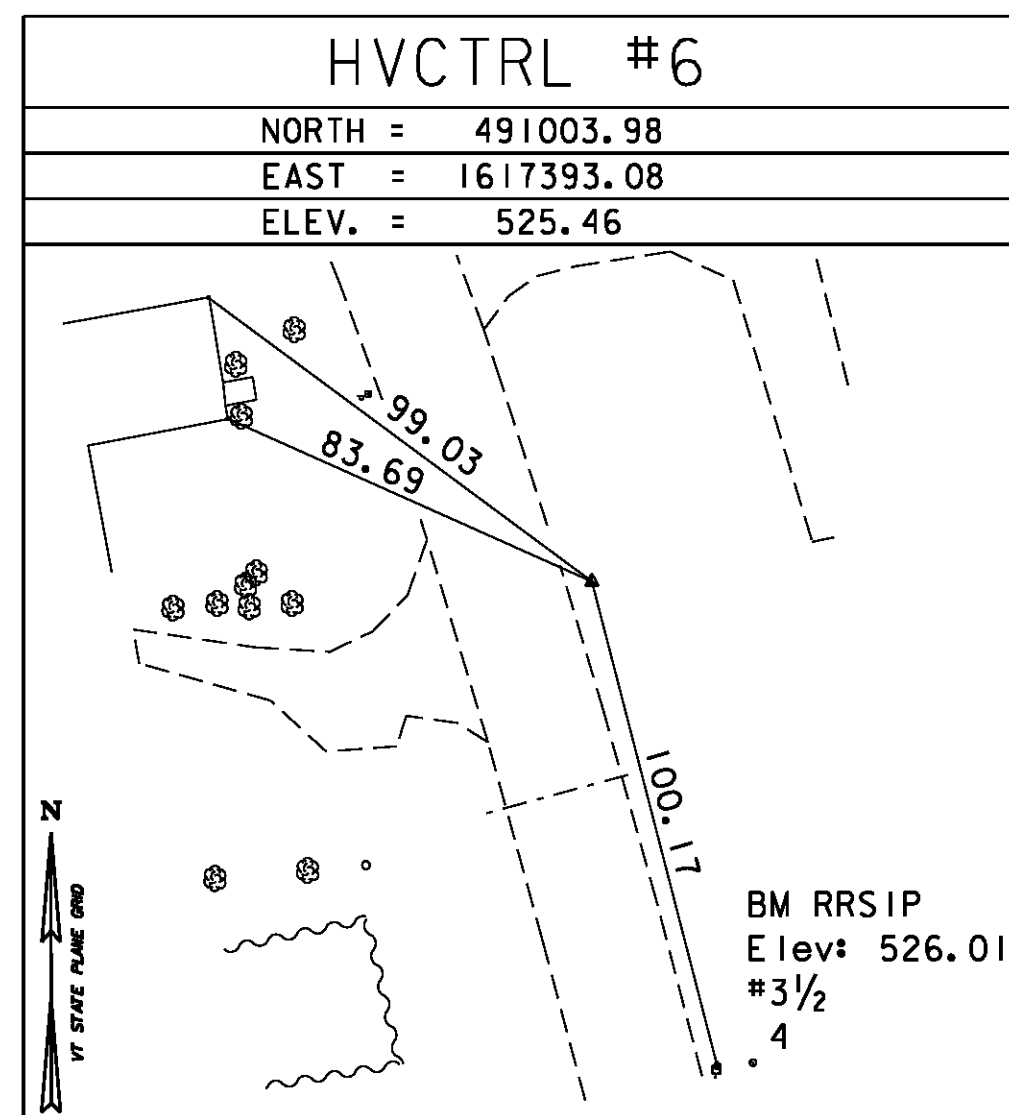 HVCTRL #6
NORTH = 491003.98
EAST = 1617393.08
ELEV. = 525.46
99.03
83.69
100.17
N
VT STATE PLANE GRID
BM RRSIP
Elev: 526.01
#3½
4